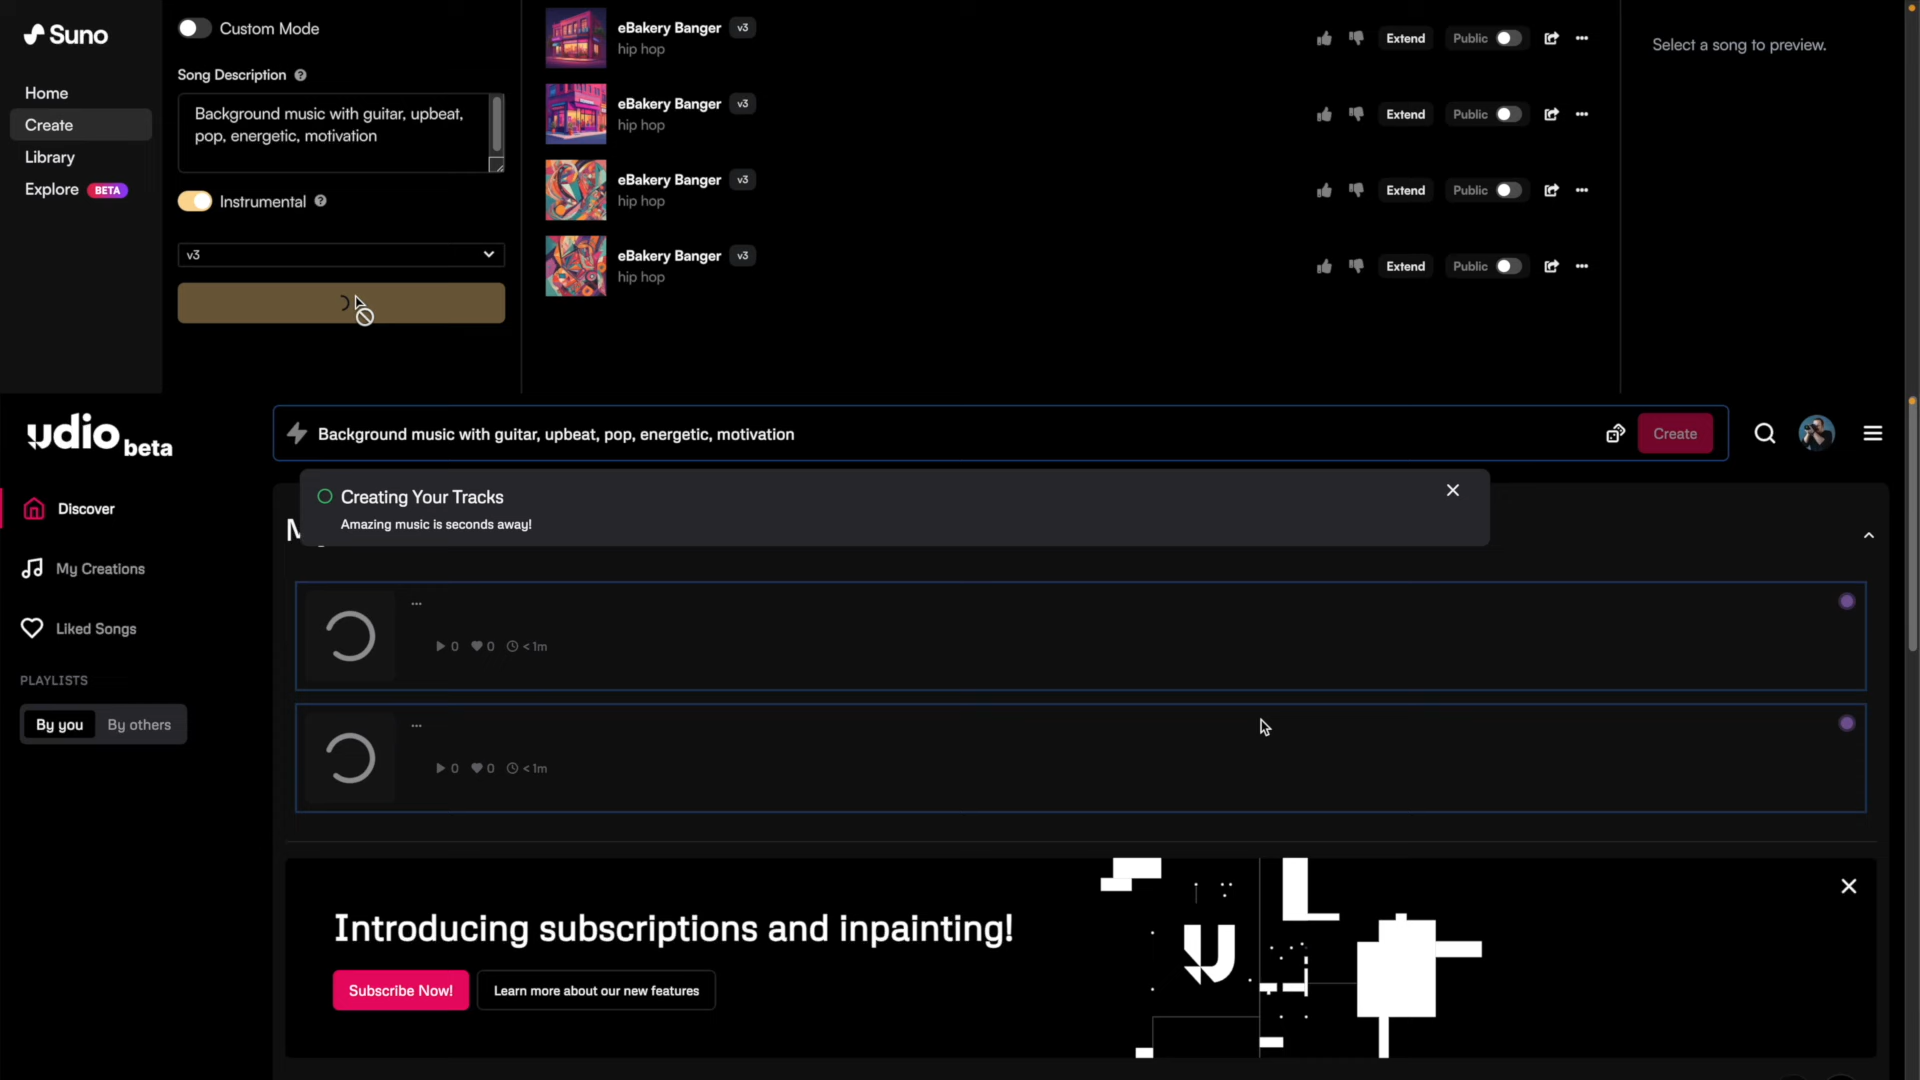 Suno
Home
Create
Library
Explore BETA
Custom Mode
Song Description
Background music with guitar, upbeat,
pop, energetic, motivation
Instrumental
v3
eBakery Banger v3
hip hop
Extend Public
eBakery Banger v3
hip hop
Extend Public
eBakery Banger v3
hip hop
Extend Public
eBakery Banger v3
hip hop
Extend Public
Select a song to preview.
udio beta
Background music with guitar, upbeat, pop, energetic, motivation
Create
Discover
My Creations
Liked Songs
PLAYLISTS
By you By others
Creating Your Tracks
Amazing music is seconds away!
...
0 0 < 1m
...
0 0 < 1m
Introducing subscriptions and inpainting!
Subscribe Now! Learn more about our new features